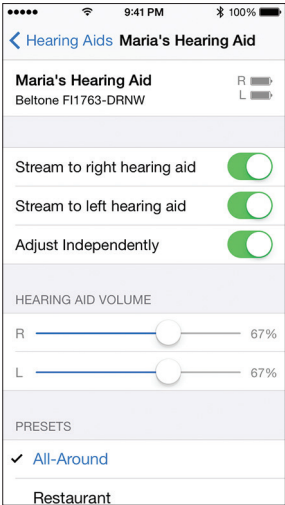 9:41 PM 100%
Hearing Aids Maria's Hearing Aid
Maria's Hearing Aid R
Beltone FI1763-DRNW L
Stream to right hearing aid
Stream to left hearing aid
Adjust Independently
HEARING AID VOLUME
R 67%
L 67%
PRESETS
✓ All-Around
Restaurant